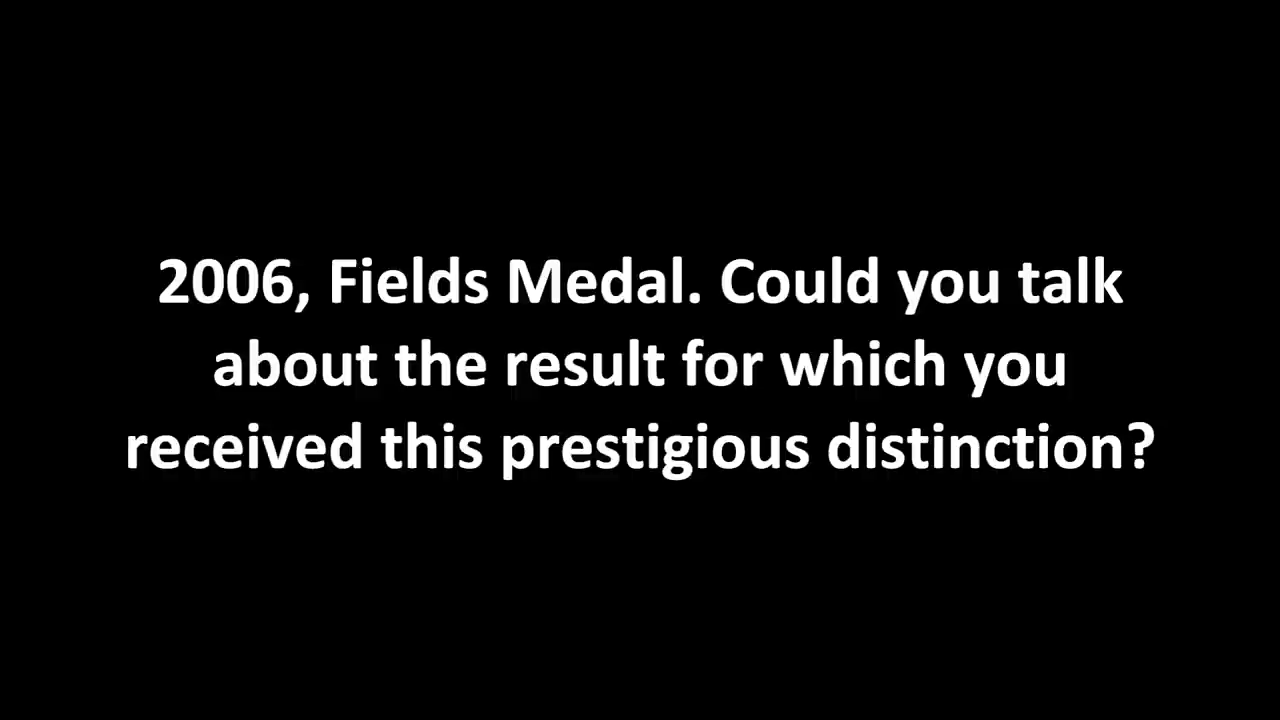 2006, Fields Medal. Could you talk
about the result for which you
received this prestigious distinction?